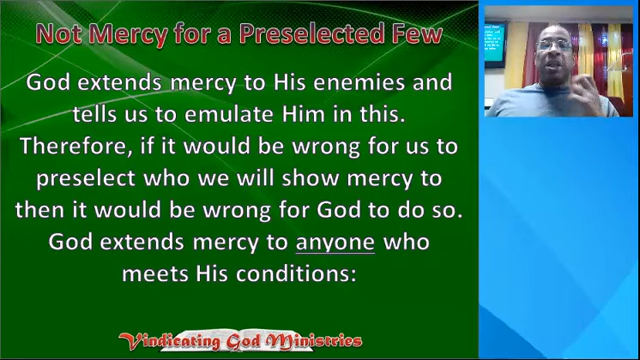 Not Mercy for a Preselected Few
God extends mercy to His enemies and
tells us to emulate Him in this.
Therefore, if it would be wrong for us to
preselect who we will show mercy to
then it would be wrong for God to do so.
God extends mercy to anyone who
meets His conditions:
Vindicating God Ministries